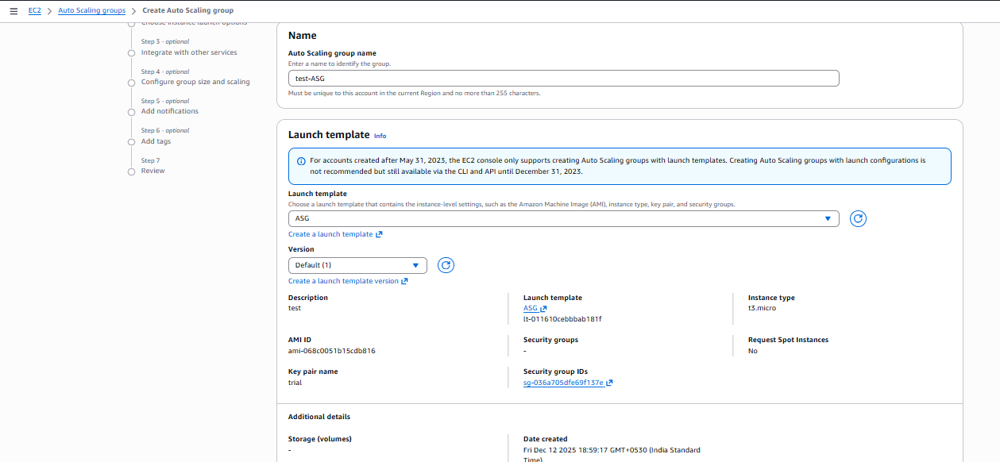 EC2 > Auto Scaling groups > Create Auto Scaling group
Choose instance launch options
Step 3 - optional
Integrate with other services
Step 4 - optional
Configure group size and scaling
Step 5 - optional
Add notifications
Step 6 - optional
Add tags
Step 7
Review
Name
Auto Scaling group name
Enter a name to identify the group.
test-ASG
Must be unique to this account in the current Region and no more than 255 characters.
Launch template Info
For accounts created after May 31, 2023, the EC2 console only supports creating Auto Scaling groups with launch templates. Creating Auto Scaling groups with launch configurations is
not recommended but still available via the CLI and API until December 31, 2023.
Launch template
Choose a launch template that contains the instance-level settings, such as the Amazon Machine Image (AMI), instance type, key pair, and security groups.
ASG
Create a launch template
Version
Default (1)
Create a launch template version
Description
test
Launch template
ASG
lt-011610cebbbab181f
Instance type
t3.micro
AMI ID
ami-068c0051b15cdb816
Security groups
-
Request Spot Instances
No
Key pair name
trial
Security group IDs
sg-036a705dfe69f137e
Additional details
Storage (volumes)
-
Date created
Fri Dec 12 2025 18:59:17 GMT+0530 (India Standard
Time)